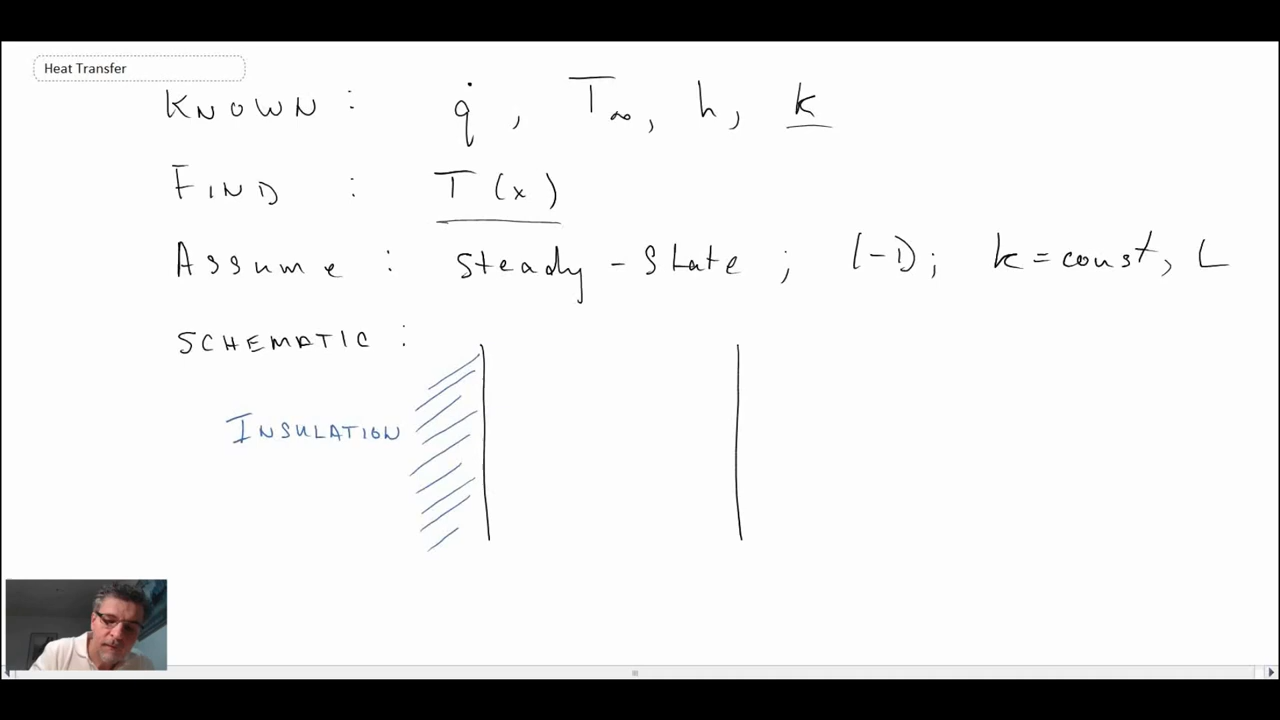 Heat Transfer
KNOWN : q̇ , T∞, h, k
FIND : T(x)
Assume : Steady-State ; 1-D; k=const, L
SCHEMATIC :
INSULATION